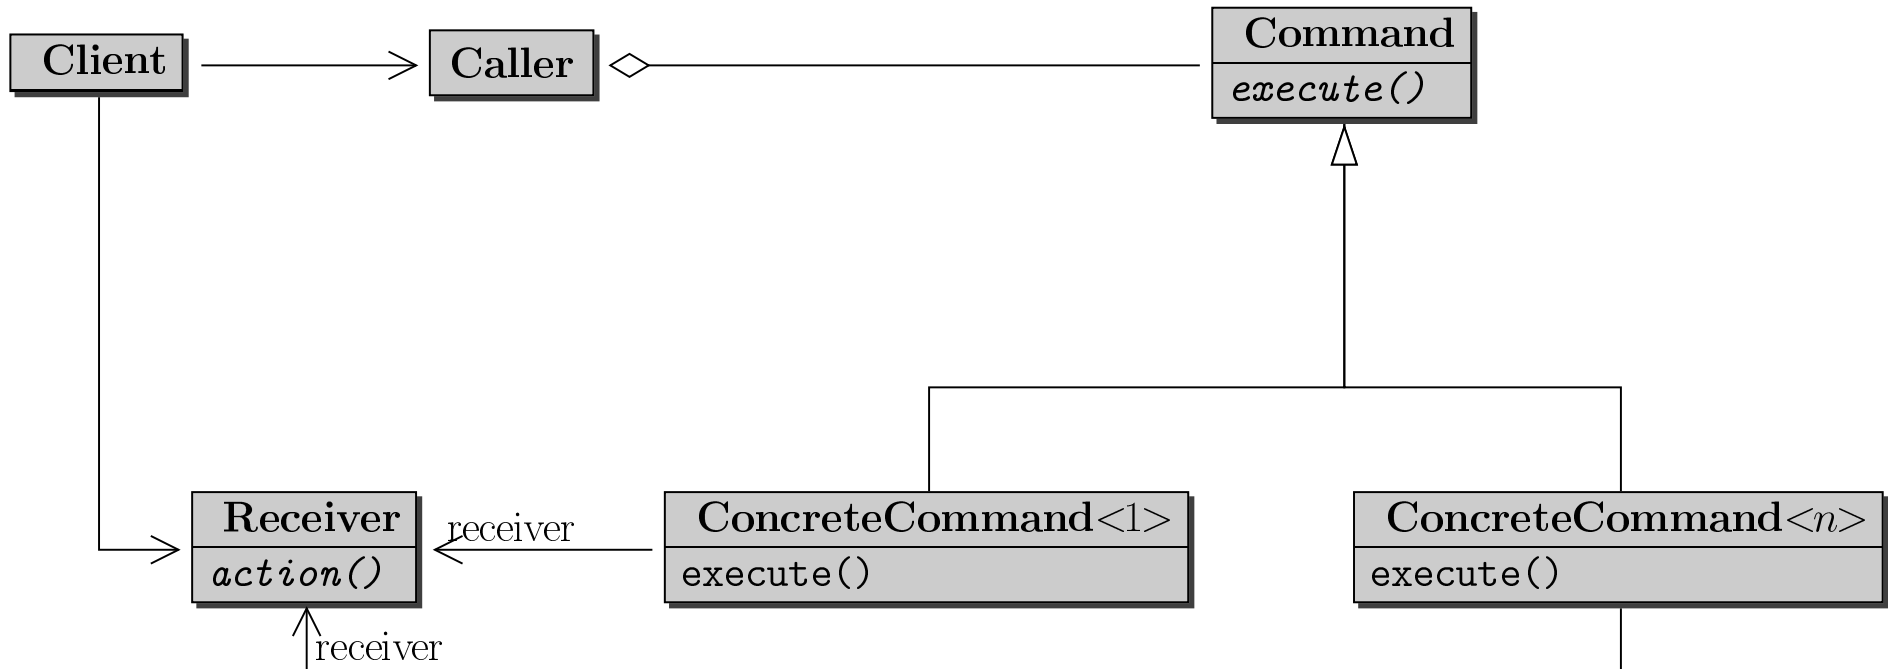 Client
Caller
Command
execute()
Receiver
action()
receiver
ConcreteCommand<1>
execute()
ConcreteCommand<n>
execute()
receiver